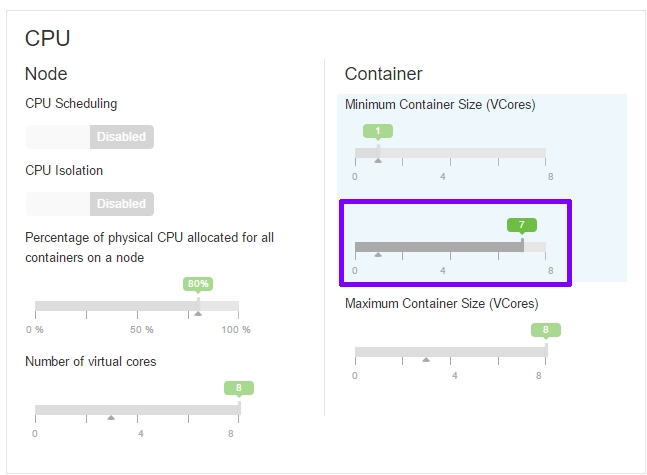 CPU
Node
CPU Scheduling
Disabled
CPU Isolation
Disabled
Percentage of physical CPU allocated for all
containers on a node
80%
0 %
50 %
100 %
Number of virtual cores
8
0
4
8
Container
Minimum Container Size (VCores)
1
0
4
8
7
0
4
8
Maximum Container Size (VCores)
8
0
4
8